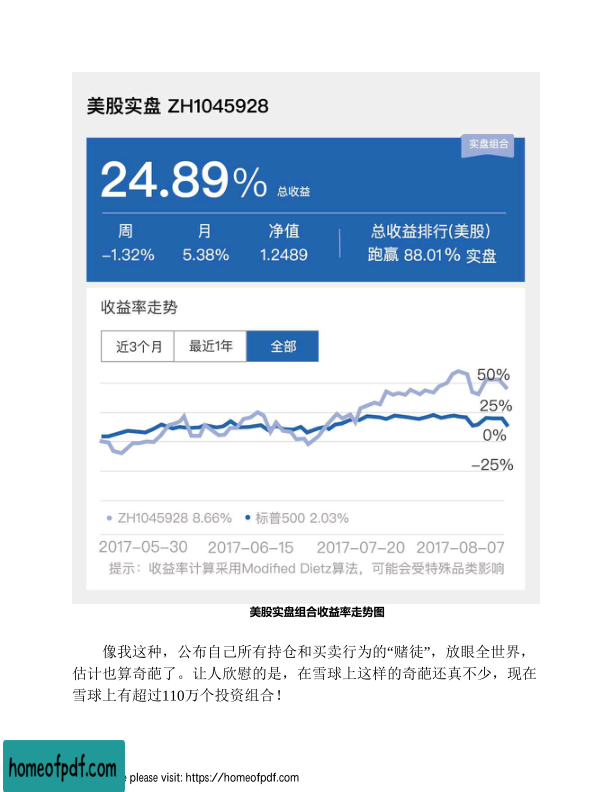 美股实盘 ZH1045928
实盘组合
24.89% 总收益
周 月 净值 总收益排行(美股)
-1.32% 5.38% 1.2489 跑赢 88.01% 实盘
收益率走势
近3个月 最近1年 全部
50%
25%
0%
-25%
ZH1045928 8.66% 标普500 2.03%
2017-05-30 2017-06-15 2017-07-20 2017-08-07
提示：收益率计算采用Modified Dietz算法，可能会受特殊品类影响
美股实盘组合收益率走势图
像我这种，公布自己所有持仓和买卖行为的“赌徒”，放眼全世界，
估计也算奇葩了。让人欣慰的是，在雪球上这样的奇葩还真不少，现在
雪球上有超过110万个投资组合！
homeofpdf.com
please visit: https://homeofpdf.com